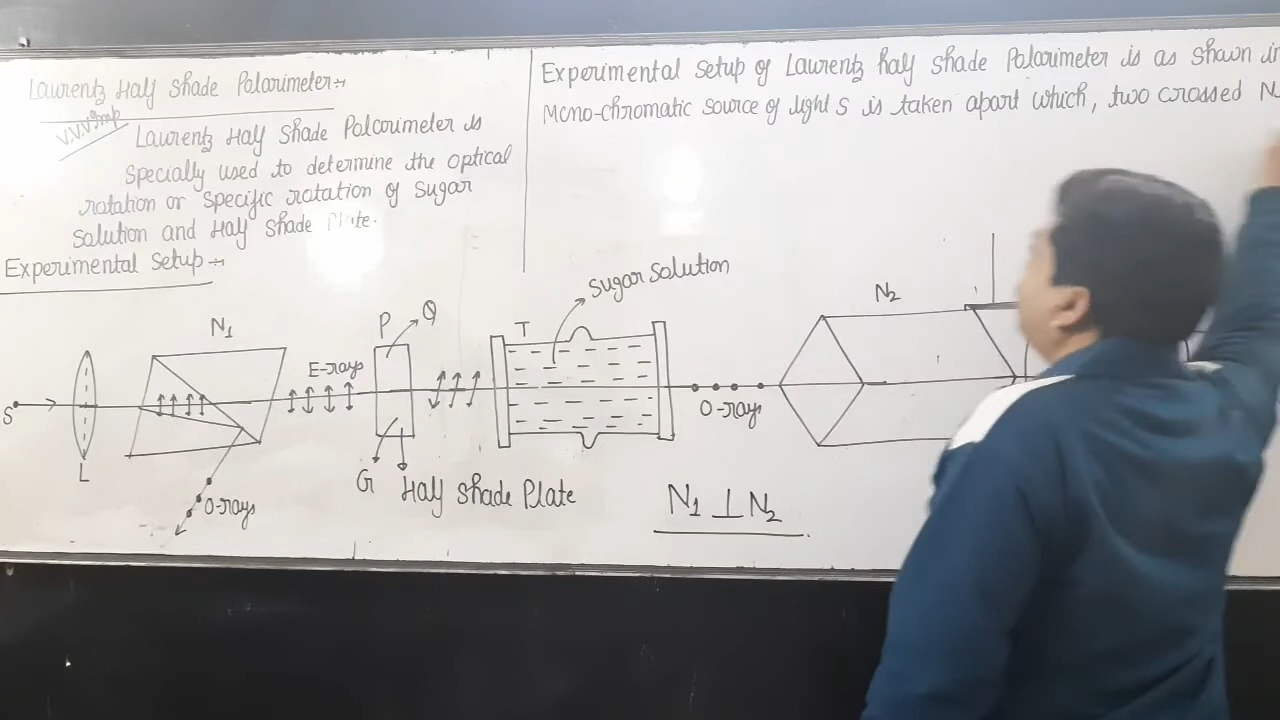 Laurentz Half Shade Polarimeter:-
V.V.V Imp
Laurentz Half Shade Polarimeter is
Specially used to determine the optical
rotation or specific rotation of Sugar
Solution and Half Shade Plate.
Experimental Setup:-
Experimental Setup of Laurentz half shade Polarimeter is as shown in
Mono-chromatic source of light S is taken apart which, two crossed N
S
L
N1
E-rays
O-rays
P
Q
G
Half Shade Plate
T
Sugar Solution
O-rays
N2
N1 ⊥ N2